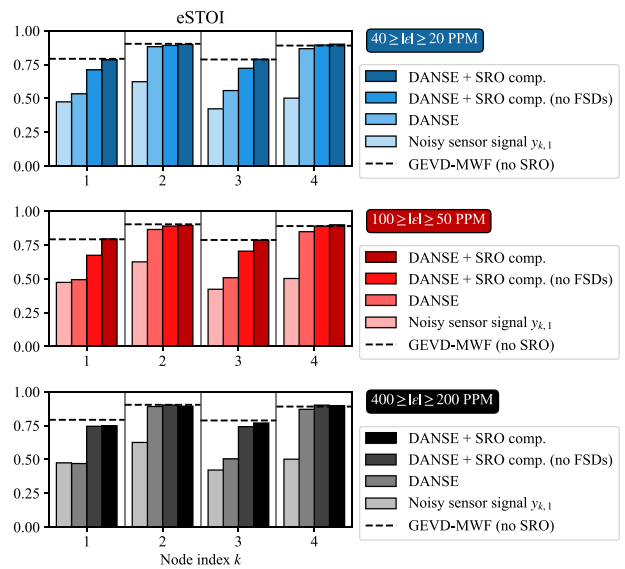 eSTOI
1.00
0.75
0.50
0.25
0.00
1 2 3 4
40 ≥ |ε| ≥ 20 PPM
DANSE + SRO comp.
DANSE + SRO comp. (no FSDs)
DANSE
Noisy sensor signal y_{k,1}
GEVD-MWF (no SRO)
1.00
0.75
0.50
0.25
0.00
1 2 3 4
100 ≥ |ε| ≥ 50 PPM
DANSE + SRO comp.
DANSE + SRO comp. (no FSDs)
DANSE
Noisy sensor signal y_{k,1}
GEVD-MWF (no SRO)
1.00
0.75
0.50
0.25
0.00
1 2 3 4
Node index k
400 ≥ |ε| ≥ 200 PPM
DANSE + SRO comp.
DANSE + SRO comp. (no FSDs)
DANSE
Noisy sensor signal y_{k,1}
GEVD-MWF (no SRO)